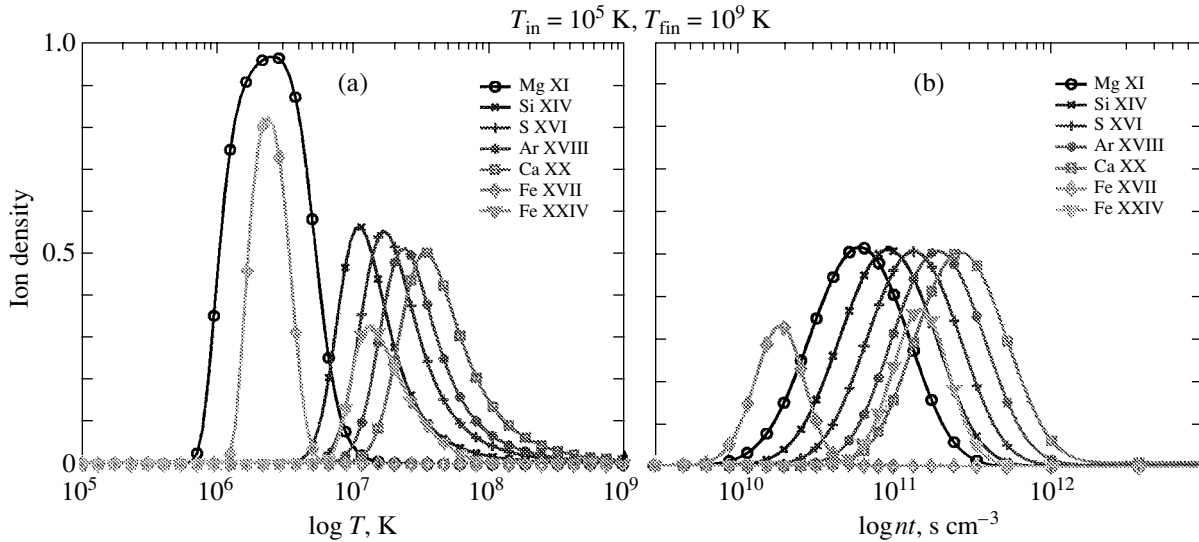 T_in = 10^5 K, T_fin = 10^9 K
1.0
0.5
0
Ion density
(a)
Mg XI
Si XIV
S XVI
Ar XVIII
Ca XX
Fe XVII
Fe XXIV
10^5 10^6 10^7 10^8 10^9
log T, K
(b)
Mg XI
Si XIV
S XVI
Ar XVIII
Ca XX
Fe XVII
Fe XXIV
10^10 10^11 10^12
log nt, s cm^−3